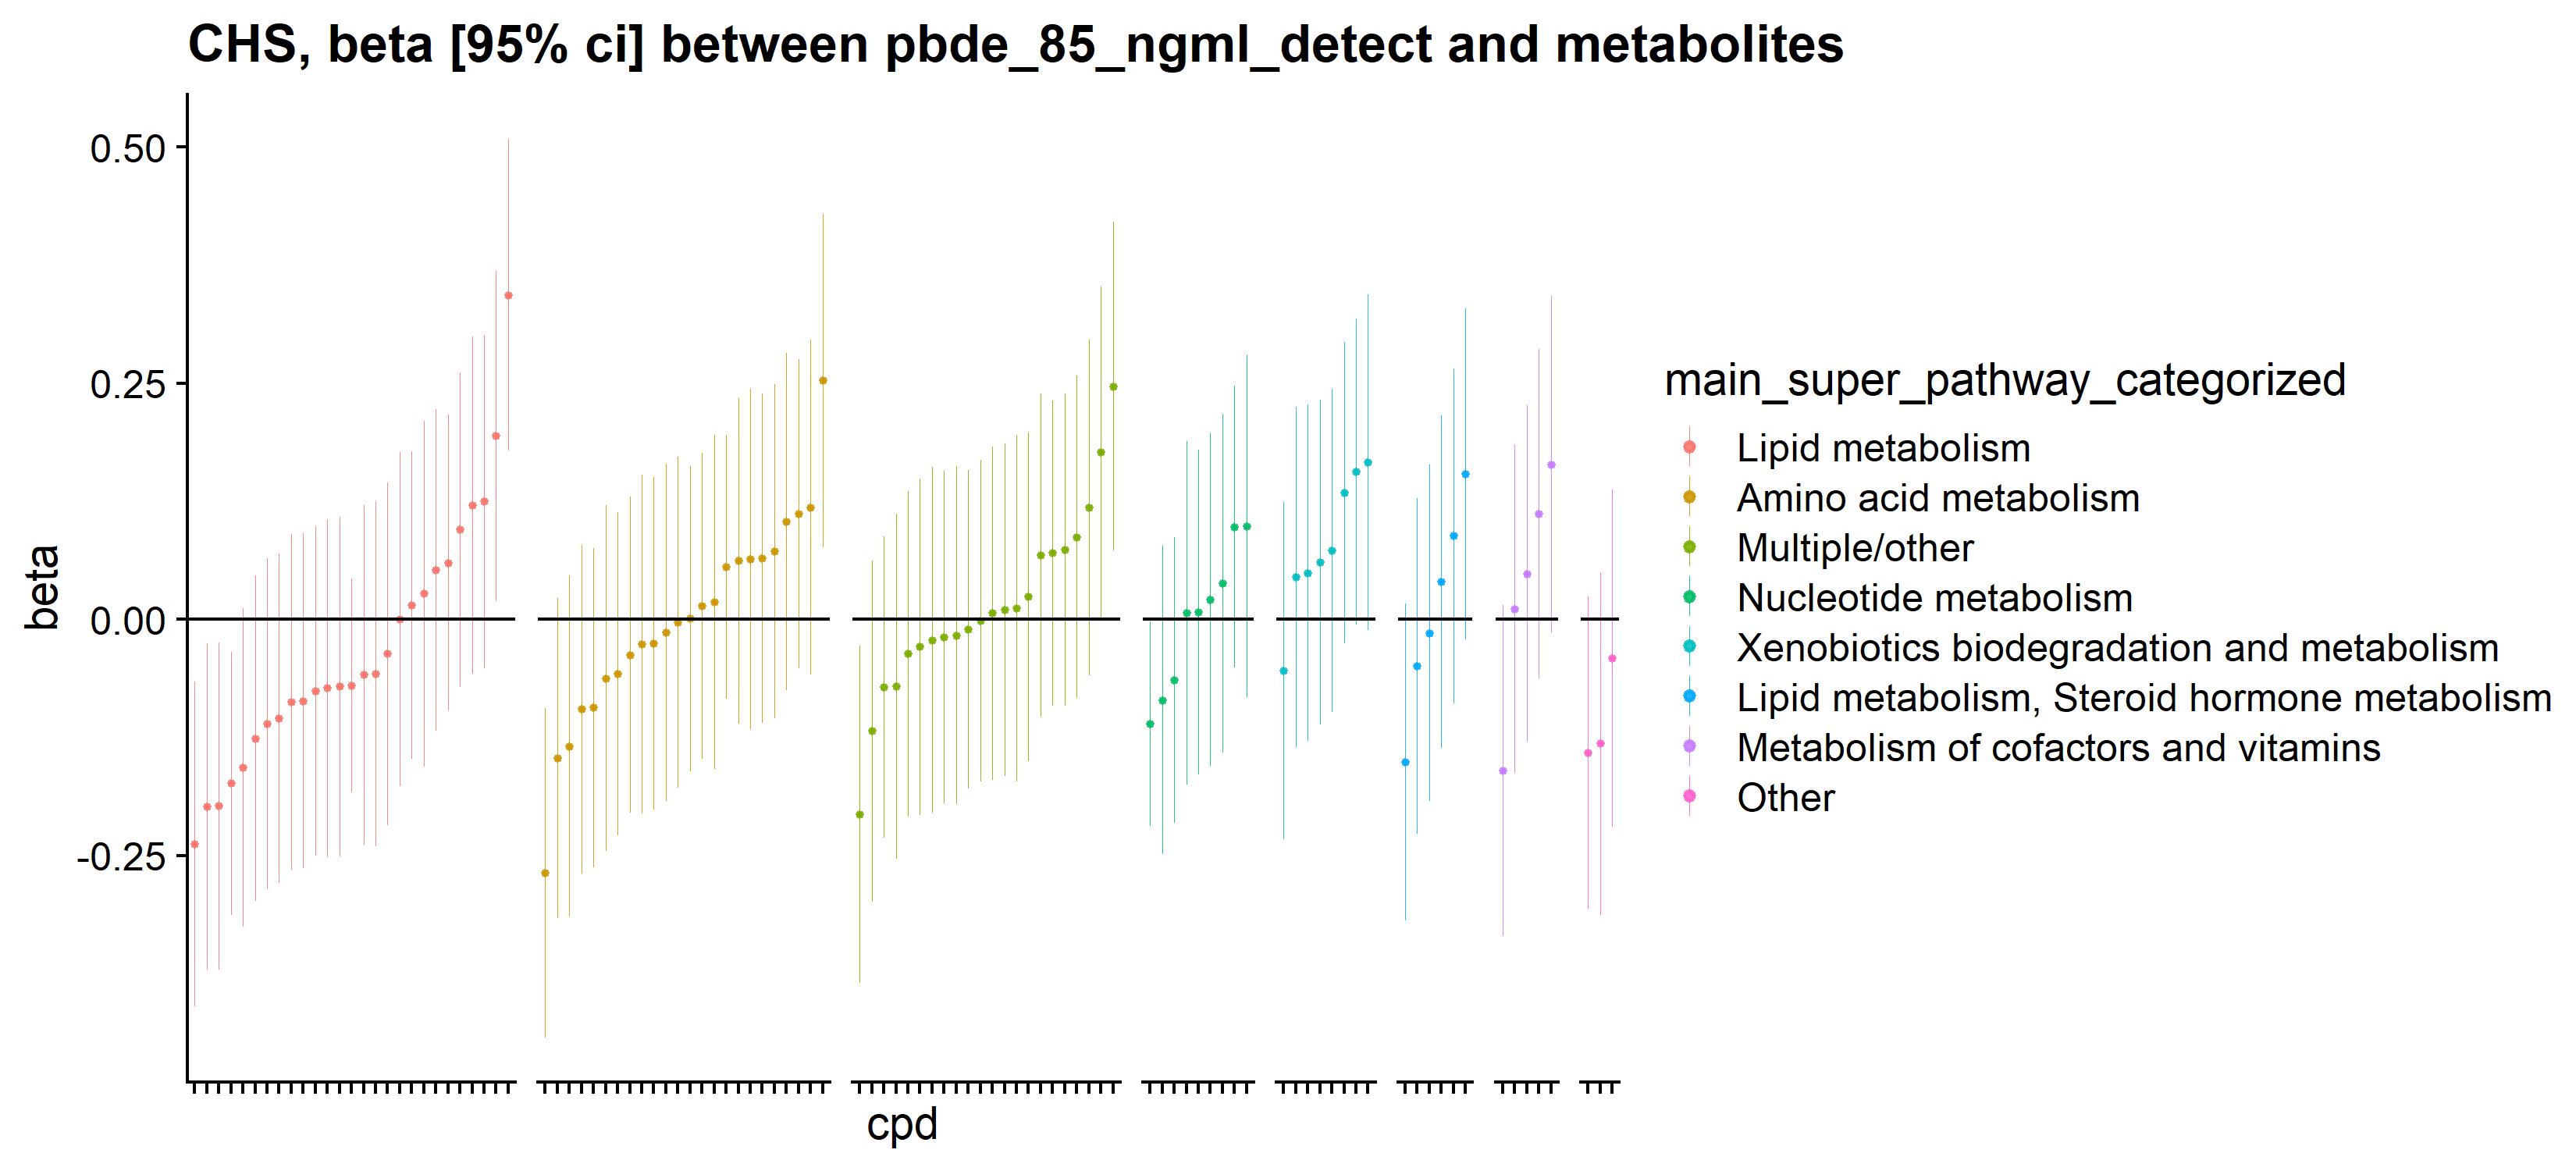 CHS, beta [95% ci] between pbde_85_ngml_detect and metabolites
0.50
0.25
0.00
-0.25
beta
cpd
main_super_pathway_categorized
Lipid metabolism
Amino acid metabolism
Multiple/other
Nucleotide metabolism
Xenobiotics biodegradation and metabolism
Lipid metabolism, Steroid hormone metabolism
Metabolism of cofactors and vitamins
Other